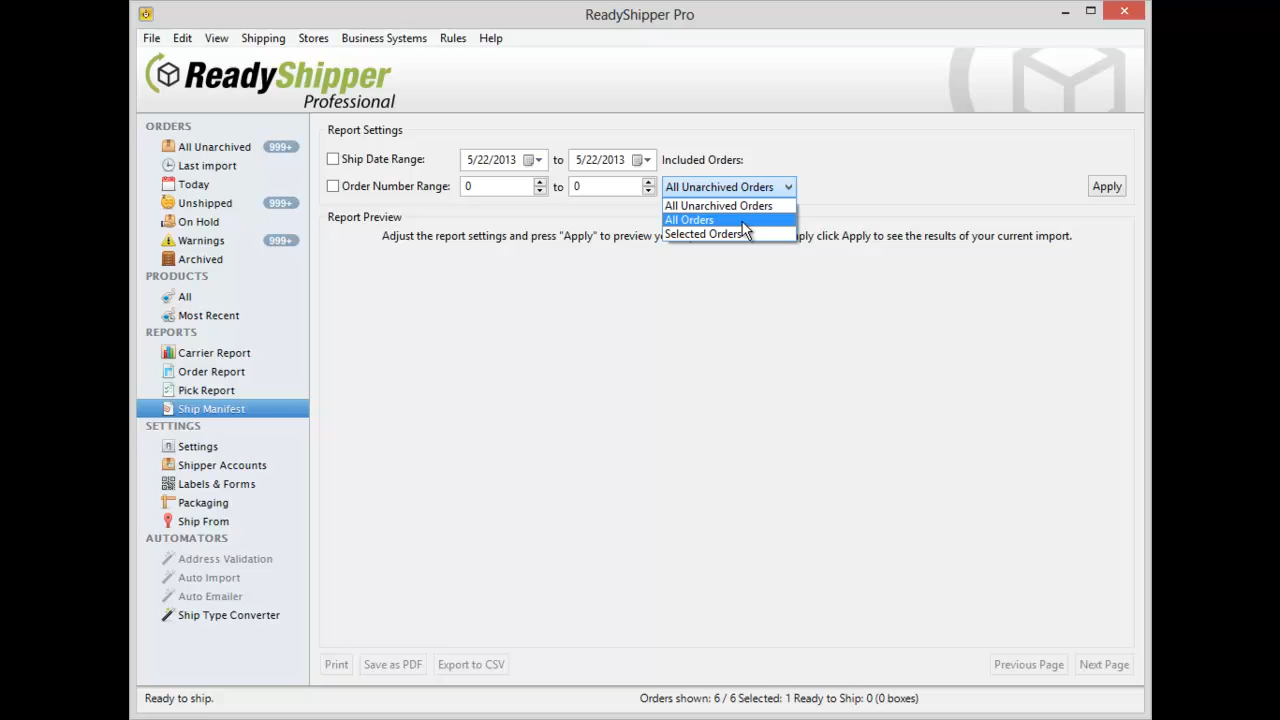 ReadyShipper Pro
File Edit View Shipping Stores Business Systems Rules Help
ReadyShipper
Professional
ORDERS
All Unarchived 999+
Last import
Today
Unshipped 999+
On Hold
Warnings 999+
Archived
PRODUCTS
All
Most Recent
REPORTS
Carrier Report
Order Report
Pick Report
Ship Manifest
SETTINGS
Settings
Shipper Accounts
Labels & Forms
Packaging
Ship From
AUTOMATORS
Address Validation
Auto Import
Auto Emailer
Ship Type Converter
Report Settings
Ship Date Range: 5/22/2013 to 5/22/2013 Included Orders:
Order Number Range: 0 to 0 All Unarchived Orders Apply
All Unarchived Orders
All Orders
Selected Orders
Report Preview
Adjust the report settings and press "Apply" to preview click Apply to see the results of your current import.
Print Save as PDF Export to CSV Previous Page Next Page
Ready to ship. Orders shown: 6 / 6 Selected: 1 Ready to Ship: 0 (0 boxes)